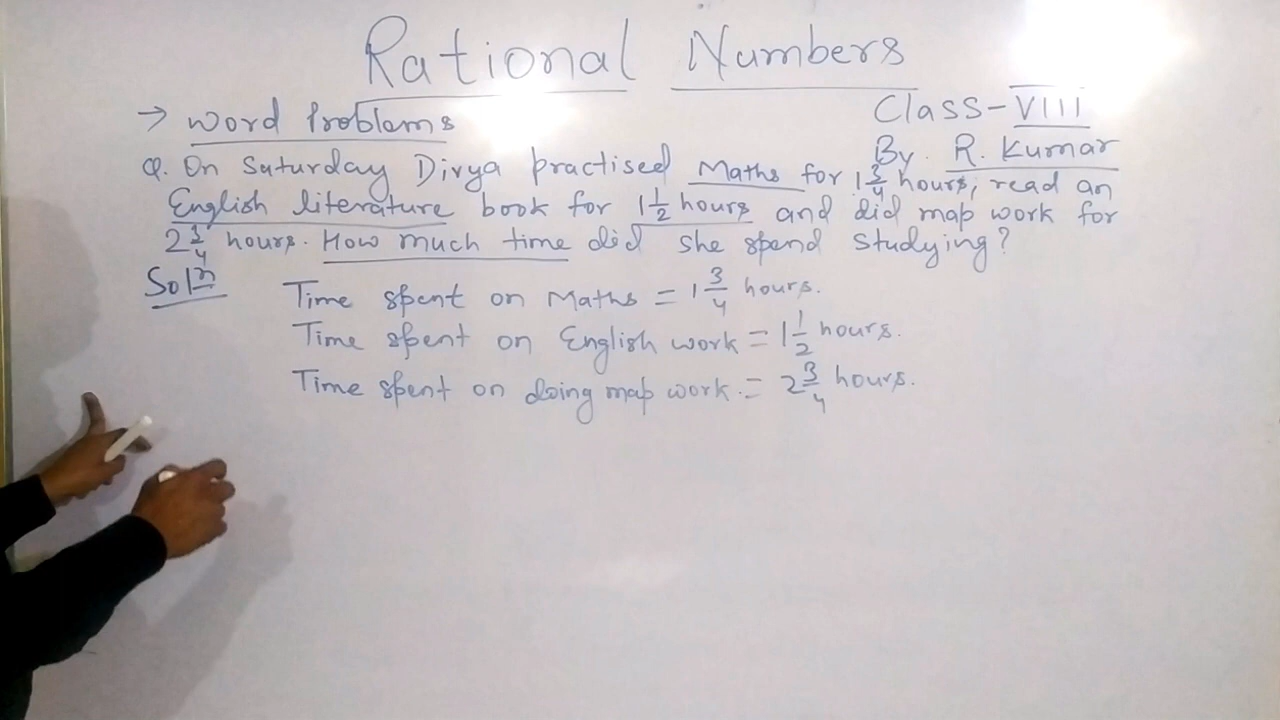 Rational Numbers
→ Word Problems
Class-VIII
By. R. Kumar
Q. On Saturday Divya practised Maths for 1 3/4 hours, read an
English literature book for 1 1/2 hours and did map work for
2 3/4 hours. How much time did she spend studying?
Soln
Time spent on Maths = 1 3/4 hours.
Time spent on English work = 1 1/2 hours.
Time spent on doing map work. = 2 3/4 hours.